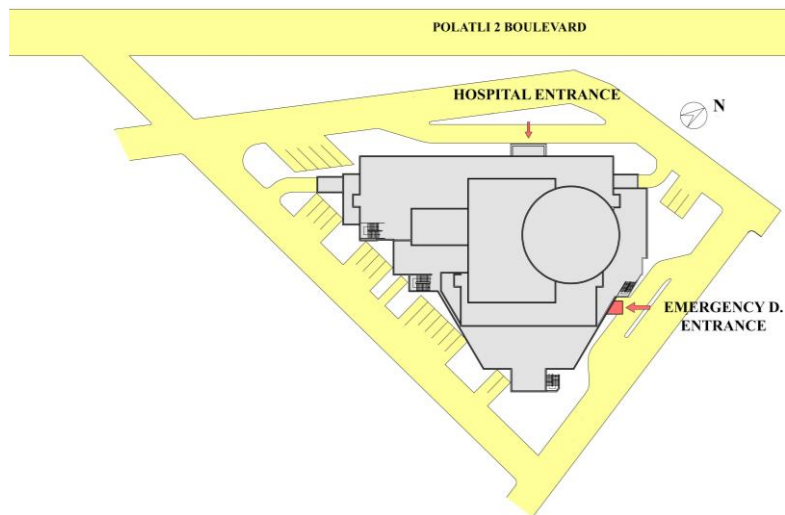 POLATLI 2 BOULEVARD
HOSPITAL ENTRANCE
N
EMERGENCY D.
ENTRANCE